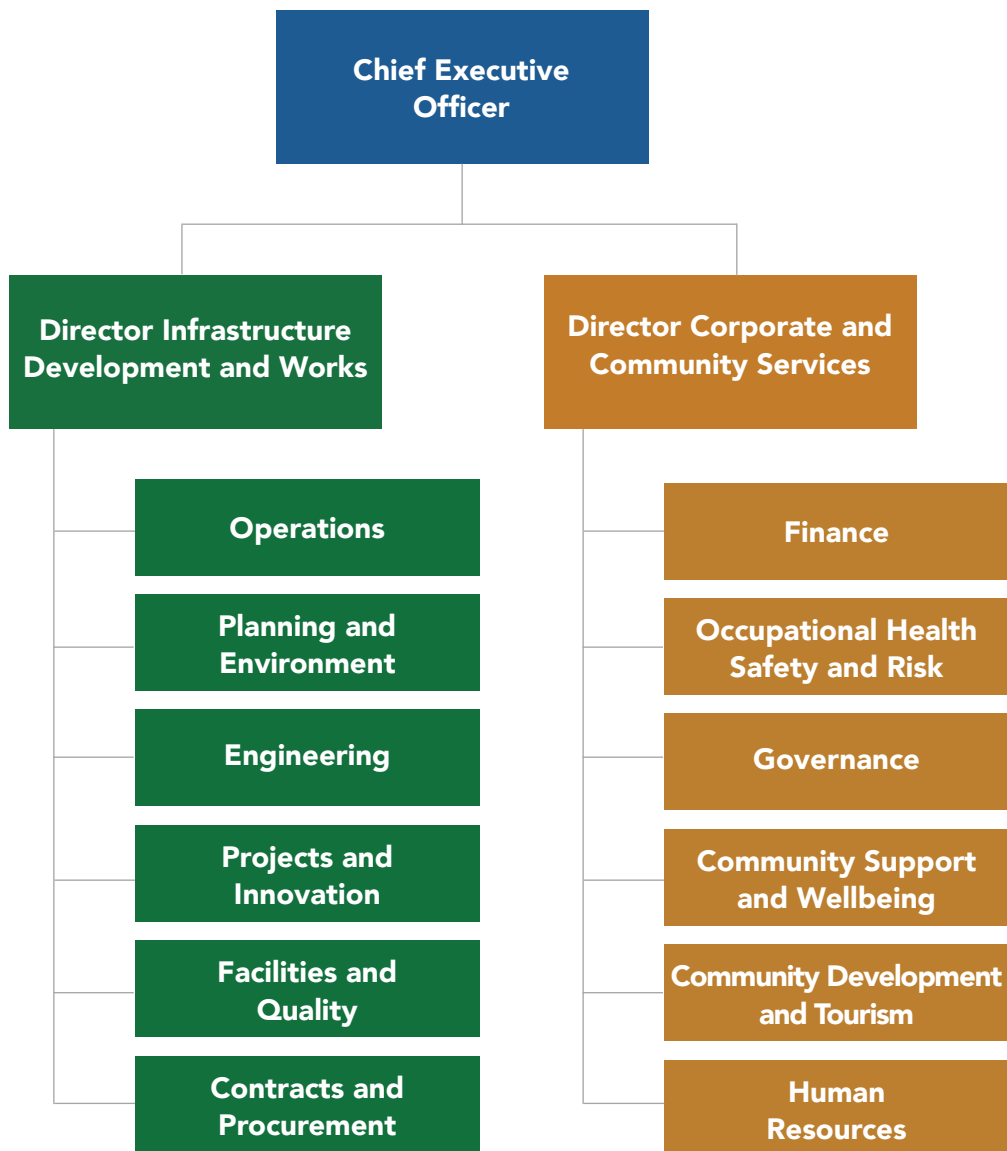 Chief Executive
Officer
Director Infrastructure
Development and Works
Operations
Planning and
Environment
Engineering
Projects and
Innovation
Facilities and
Quality
Contracts and
Procurement
Director Corporate and
Community Services
Finance
Occupational Health
Safety and Risk
Governance
Community Support
and Wellbeing
Community Development
and Tourism
Human
Resources